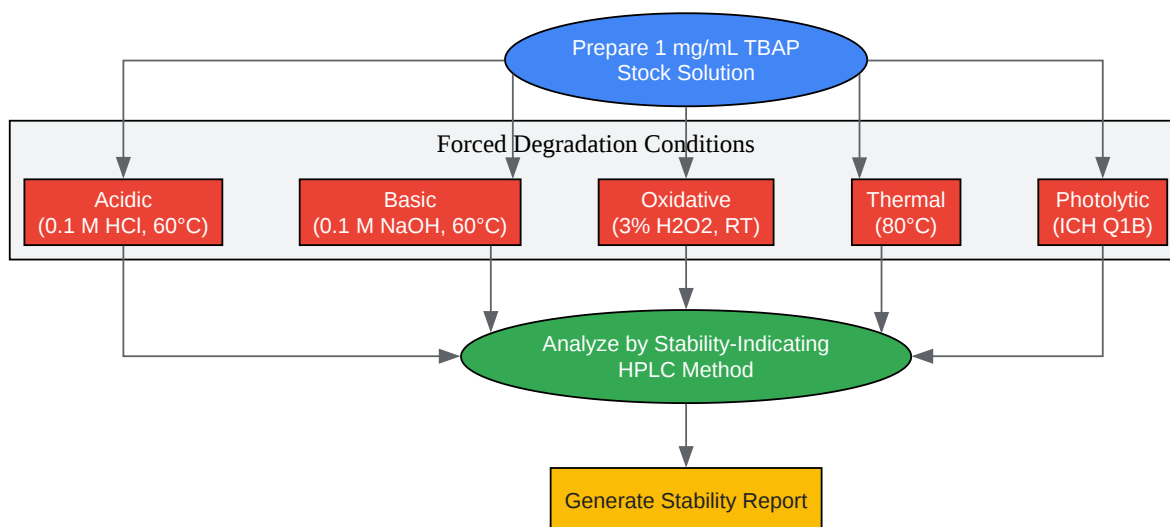 Prepare 1 mg/mL TBAP
Stock Solution
Forced Degradation Conditions
Acidic
(0.1 M HCl, 60°C)
Basic
(0.1 M NaOH, 60°C)
Oxidative
(3% H2O2, RT)
Thermal
(80°C)
Photolytic
(ICH Q1B)
Analyze by Stability-Indicating
HPLC Method
Generate Stability Report